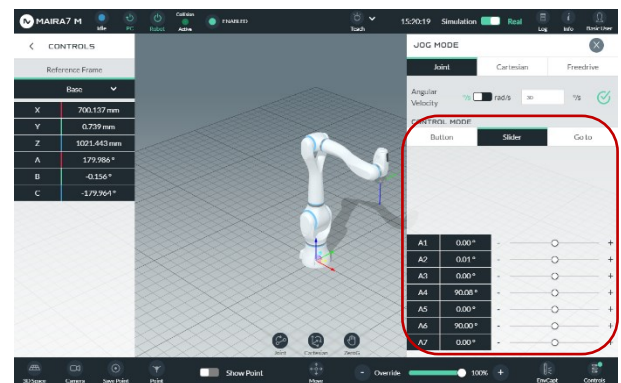 MAIRA7 M
Idle
PC
Robot
Collision
Active
ENABLED
Teach
15:20:19
Simulation
Real
Log
Info
Basic User
CONTROLS
Reference Frame
Base
X 700.137 mm
Y 0.739 mm
Z 1021.443 mm
A 179.986 °
B -0.156 °
C -179.964 °
JOG MODE
Joint Cartesian Freedrive
Angular
Velocity
°/s rad/s 30 °/s
CONTROL MODE
Button Slider Go to
A1 0.00 ° - +
A2 0.01 ° - +
A3 0.00 ° - +
A4 90.08 ° - +
A5 0.00 ° - +
A6 90.00 ° - +
A7 0.00 ° - +
Joint Cartesian ZeroG
3D Space
Camera
Save Point
Point
Show Point
Move
- Override 100% +
EnvCapt
Controls